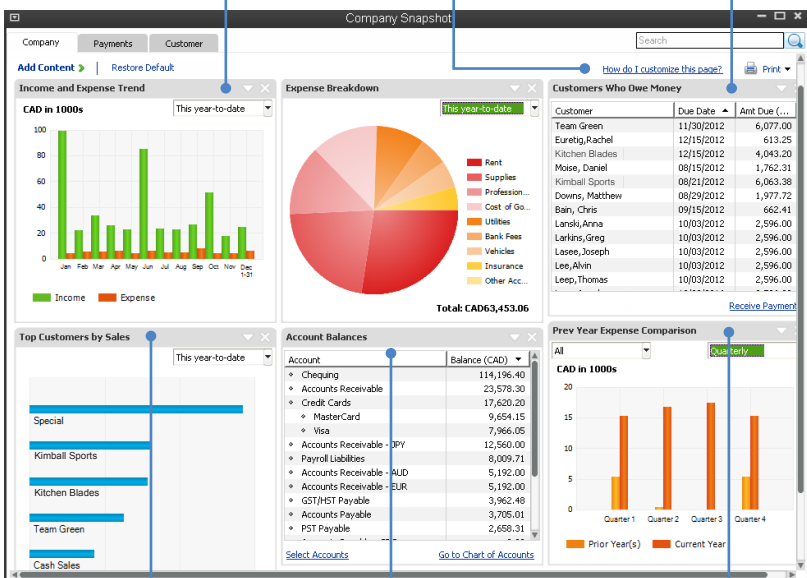 Company Snapshot
Company Payments Customer
Search
Add Content Restore Default
How do I customize this page? Print
Income and Expense Trend
CAD in 1000s
This year-to-date
100
80
60
40
20
0
Jan Feb Mar Apr May Jun Jul Aug Sep Oct Nov Dec
1-31
Income Expense
Expense Breakdown
This year-to-date
Rent
Supplies
Profession...
Cost of Go...
Utilities
Bank Fees
Vehicles
Insurance
Other Acc...
Total: CAD63,453.06
Customers Who Owe Money
Customer Due Date Amt Due (...
Team Green 11/30/2012 6,077.00
Euretig,Rachel 12/15/2012 613.25
Kitchen Blades 12/15/2012 4,043.20
Moise, Daniel 08/15/2012 1,762.31
Kimball Sports 08/21/2012 6,063.38
Downs, Matthew 08/29/2012 1,977.72
Bain, Chris 09/15/2012 662.41
Lanski,Anna 10/03/2012 2,596.00
Larkins,Greg 10/03/2012 2,596.00
Lasee,Joseph 10/03/2012 2,596.00
Lee,Alvin 10/03/2012 2,596.00
Leep,Thomas 10/03/2012 2,596.00
Receive Payment
Top Customers by Sales
This year-to-date
Special
Kimball Sports
Kitchen Blades
Team Green
Cash Sales
Account Balances
Account Balance (CAD)
Chequing 114,196.40
Accounts Receivable 23,578.30
Credit Cards 17,620.20
MasterCard 9,654.15
Visa 7,966.05
Accounts Receivable - JPY 12,560.00
Payroll Liabilities 8,009.71
Accounts Receivable - AUD 5,192.00
Accounts Receivable - EUR 5,192.00
GST/HST Payable 3,962.48
Accounts Payable 3,705.01
PST Payable 2,658.31
Select Accounts Go to Chart of Accounts
Prev Year Expense Comparison
All Quarterly
CAD in 1000s
20
15
10
5
0
Quarter 1 Quarter 2 Quarter 3 Quarter 4
Prior Year(s) Current Year